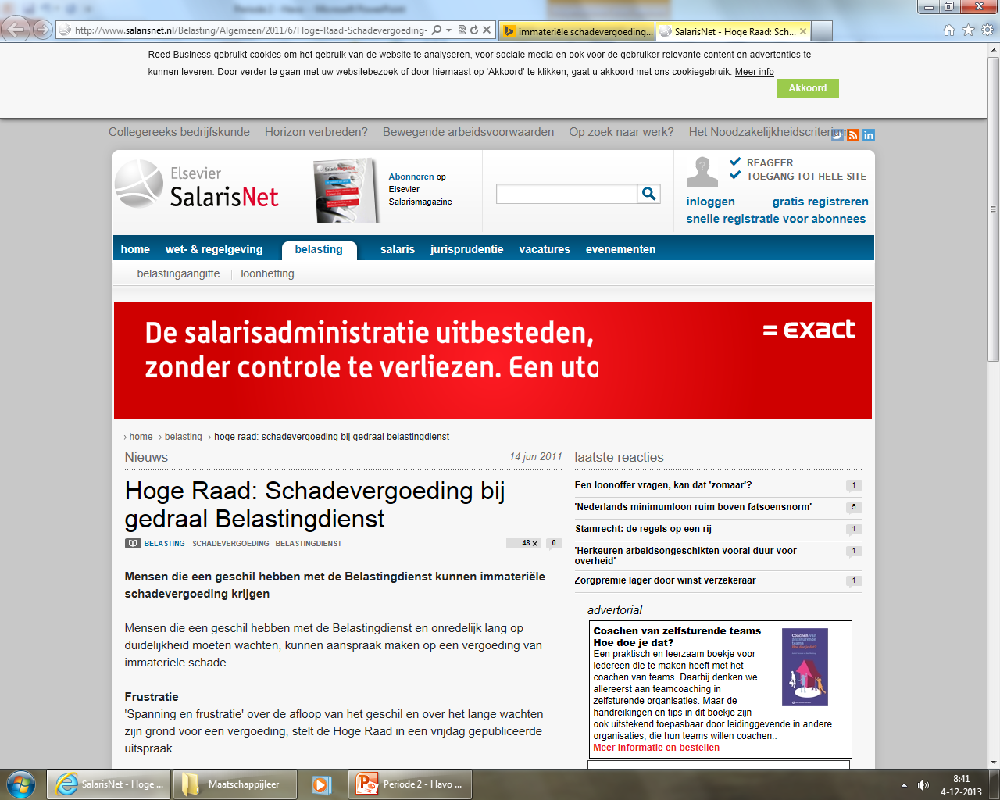 Periode 2 - Havo - Microsoft PowerPoint
http://www.salarisnet.nl/Belasting/Algemeen/2011/6/Hoge-Raad-Schadevergoeding-
immateriële schadevergoeding...
SalarisNet - Hoge Raad: Sch...
Reed Business gebruikt cookies om het gebruik van de website te analyseren, voor sociale media en ook voor de gebruiker relevante content en advertenties te
kunnen leveren. Door verder te gaan met uw websitebezoek of door hiernaast op 'Akkoord' te klikken, gaat u akkoord met ons cookiegebruik. Meer info
Akkoord
Collegereeks bedrijfskunde Horizon verbreden? Bewegende arbeidsvoorwaarden Op zoek naar werk? Het Noodzakelijkheidscriterium
in
Elsevier
SalarisNet
Abonneren op
Elsevier
Salarismagazine
REAGEER
TOEGANG TOT HELE SITE
inloggen gratis registreren
snelle registratie voor abonnees
home wet- & regelgeving belasting salaris jurisprudentie vacatures evenementen
belastingaangifte loonheffing
De salarisadministratie uitbesteden,
zonder controle te verliezen. Een uto
= exact
› home › belasting › hoge raad: schadevergoeding bij gedraal belastingdienst
Nieuws 14 jun 2011
Hoge Raad: Schadevergoeding bij
gedraal Belastingdienst
BELASTING SCHADEVERGOEDING BELASTINGDIENST 48 x 0
Mensen die een geschil hebben met de Belastingdienst kunnen immateriële
schadevergoeding krijgen
Mensen die een geschil hebben met de Belastingdienst en onredelijk lang op
duidelijkheid moeten wachten, kunnen aanspraak maken op een vergoeding van
immateriële schade
Frustratie
'Spanning en frustratie' over de afloop van het geschil en over het lange wachten
zijn grond voor een vergoeding, stelt de Hoge Raad in een vrijdag gepubliceerde
uitspraak.
laatste reacties
Een loonoffer vragen, kan dat 'zomaar'? 1
'Nederlands minimumloon ruim boven fatsoensnorm' 5
Stamrecht: de regels op een rij 1
'Herkeuren arbeidsongeschikten vooral duur voor 1
overheid'
Zorgpremie lager door winst verzekeraar 1
advertorial
Coachen van zelfsturende teams
Hoe doe je dat?
Een praktisch en leerzaam boekje voor
iedereen die te maken heeft met het
coachen van teams. Daarbij denken we
allereerst aan teamcoaching in
zelfsturende organisaties. Maar de
handreikingen en tips in dit boekje zijn
ook uitstekend toepasbaar door leidinggevende in andere
organisaties, die hun teams willen coachen..
Meer informatie en bestellen
Coachen van
zelfsturende
teams
Hoe doe je dat?
SalarisNet - Hoge ...
Maatschappijleer
Periode 2 - Havo ...
8:41
4-12-2013